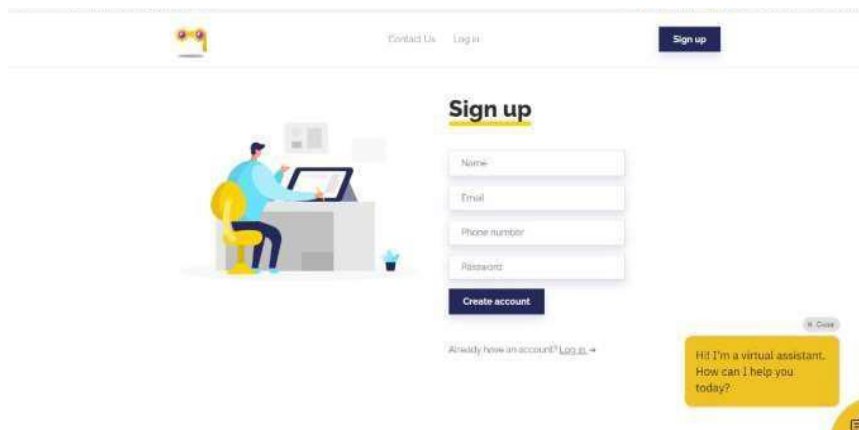 Contact Us Log in Sign up
Sign up
Name
Email
Phone number
Password
Create account
Already have an account? Log in →
× Close
Hi! I'm a virtual assistant.
How can I help you
today?